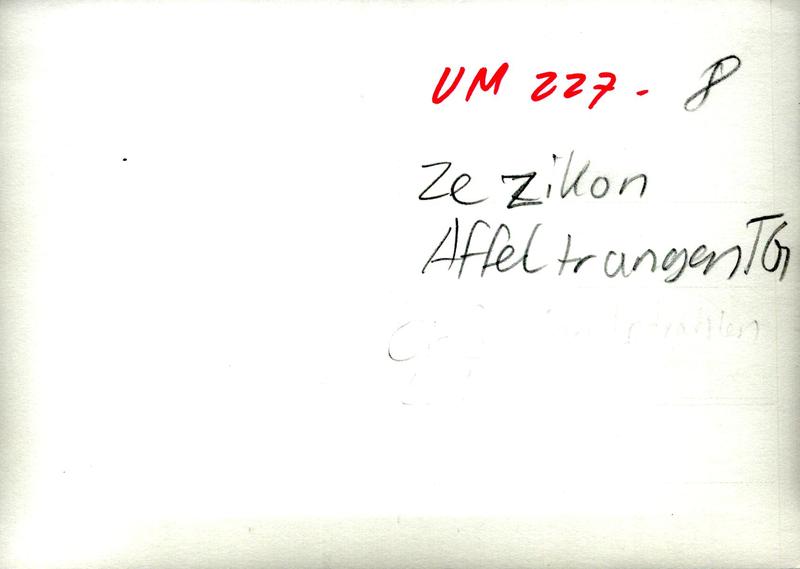 UM 227. 8
Zezikon
Affeltrangen TG